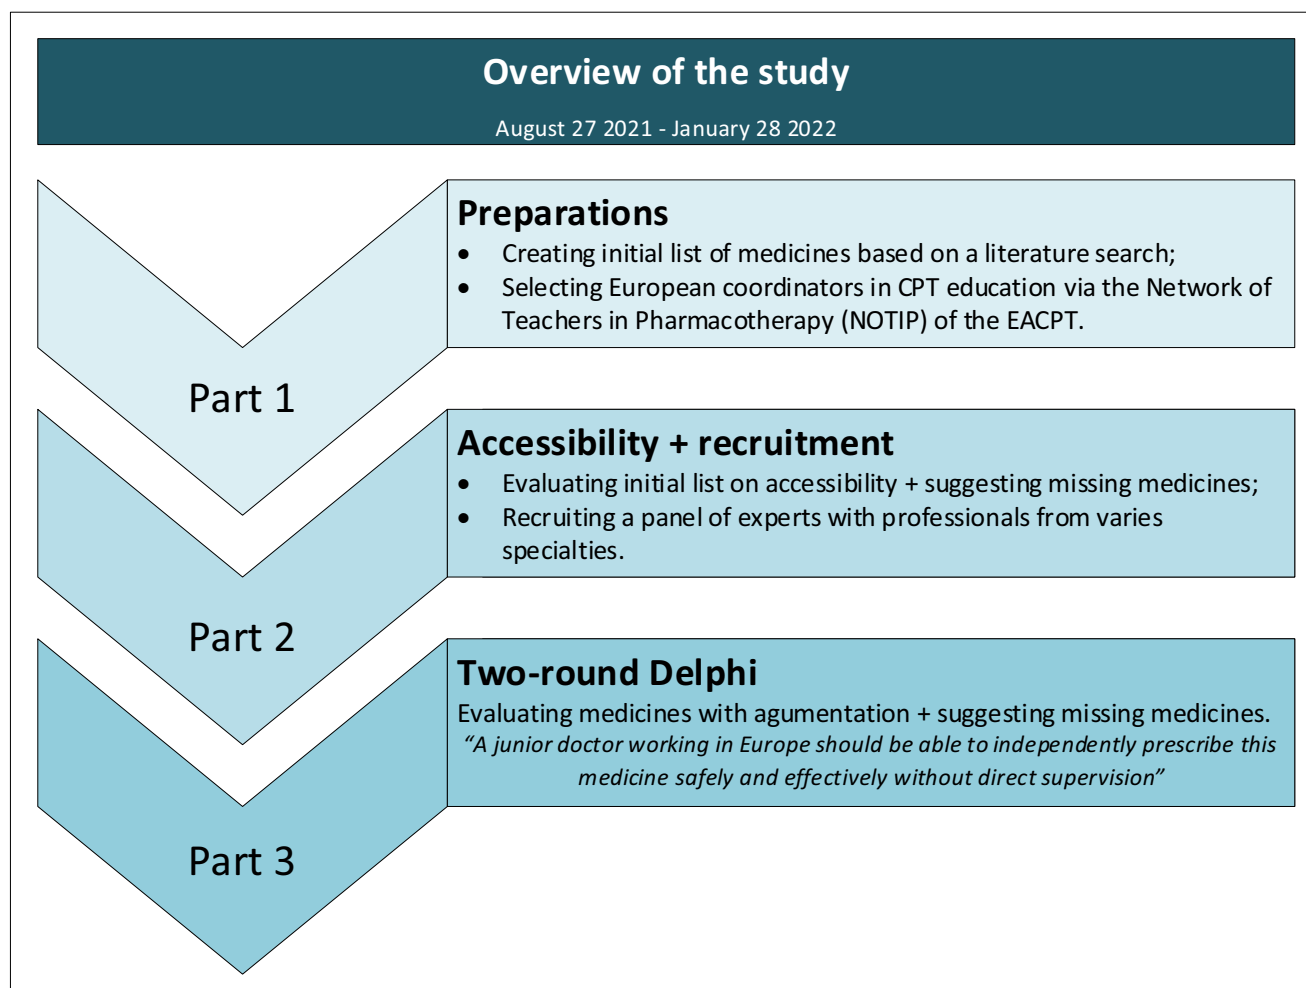 Overview of the study
August 27 2021 - January 28 2022
Preparations
• Creating initial list of medicines based on a literature search;
• Selecting European coordinators in CPT education via the Network of
Teachers in Pharmacotherapy (NOTIP) of the EACPT.
Part 1
Accessibility + recruitment
• Evaluating initial list on accessibility + suggesting missing medicines;
• Recruiting a panel of experts with professionals from varies
specialties.
Part 2
Two-round Delphi
Evaluating medicines with agumentation + suggesting missing medicines.
“A junior doctor working in Europe should be able to independently prescribe this
medicine safely and effectively without direct supervision”
Part 3